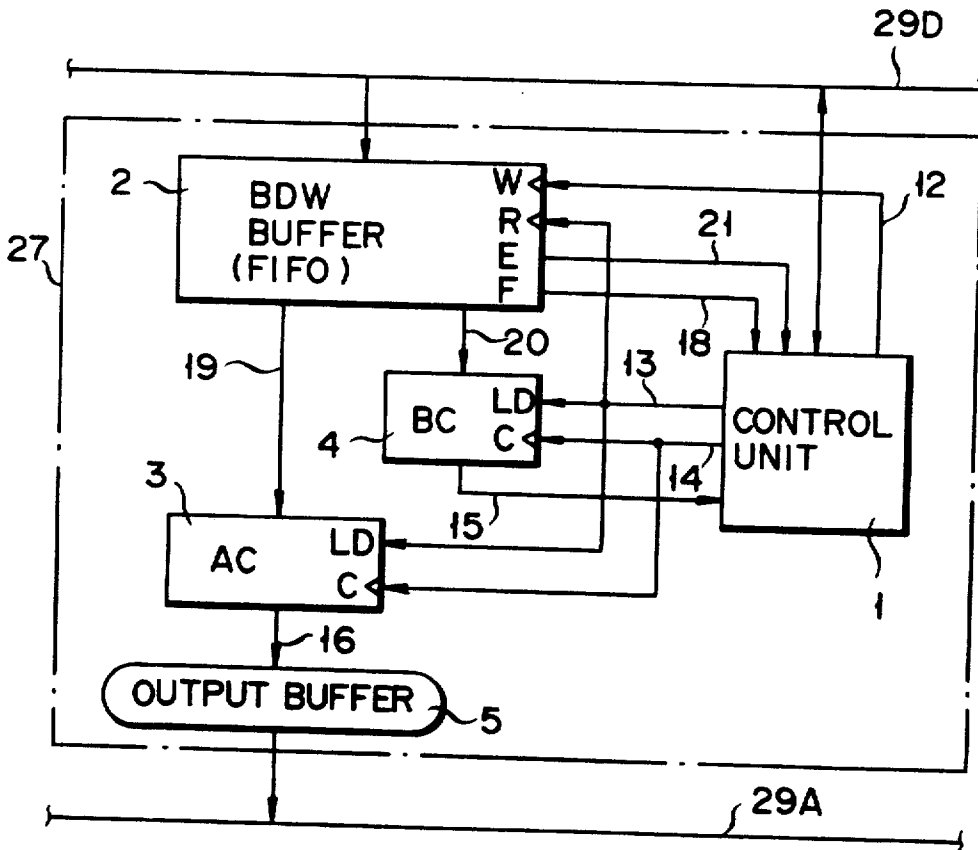 29D
2
BDW
BUFFER
(FIFO)
W
R
E
F
12
21
27
19
20
18
13
LD
C
BC
4
CONTROL
UNIT
14
15
3
AC
LD
C
1
16
OUTPUT BUFFER
5
29A